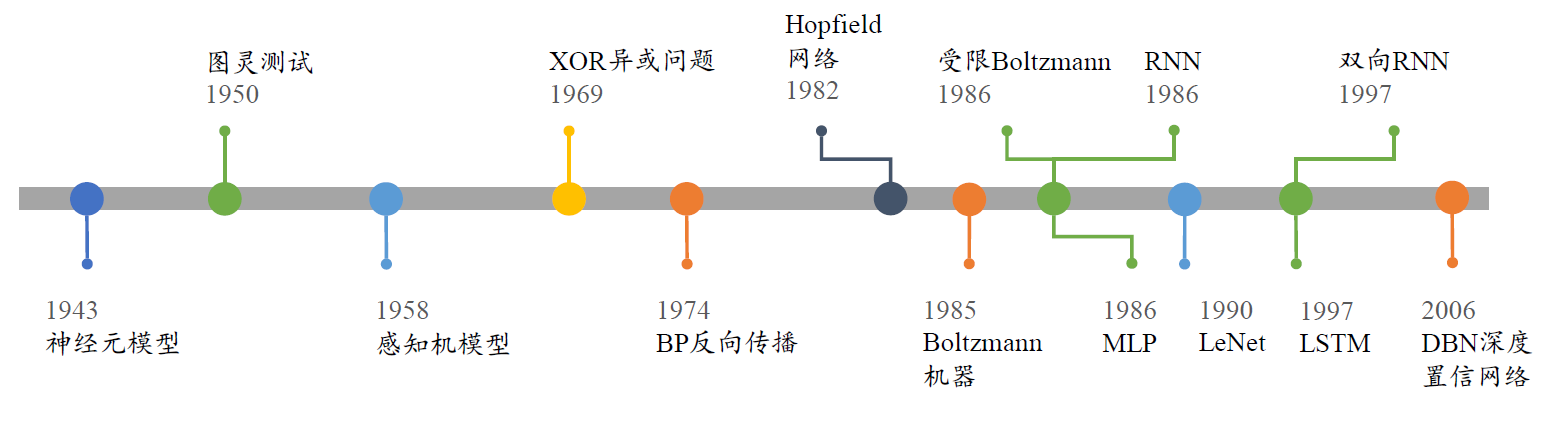 Hopfield
网络
1982
图灵测试
1950
XOR异或问题
1969
受限Boltzmann
1986
RNN
1986
双向RNN
1997
1943
神经元模型
1958
感知机模型
1974
BP反向传播
1985
Boltzmann
机器
1986
MLP
1990
LeNet
1997
LSTM
2006
DBN深度
置信网络